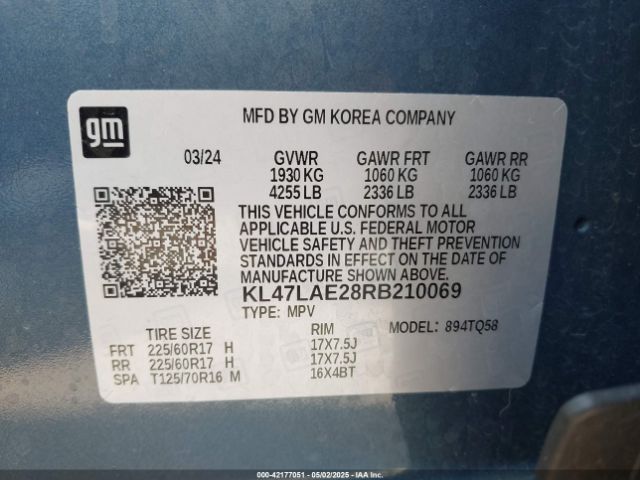 gm
MFD BY GM KOREA COMPANY
03/24 GVWR GAWR FRT GAWR RR
1930 KG 1060 KG 1060 KG
4255 LB 2336 LB 2336 LB
THIS VEHICLE CONFORMS TO ALL
APPLICABLE U.S. FEDERAL MOTOR
VEHICLE SAFETY AND THEFT PREVENTION
STANDARDS IN EFFECT ON THE DATE OF
MANUFACTURE SHOWN ABOVE.
KL47LAE28RB210069
TYPE: MPV MODEL: 894TQ58
TIRE SIZE RIM
FRT 225/60R17 H 17X7.5J
RR 225/60R17 H 17X7.5J
SPA T125/70R16 M 16X4BT
000-42177051 - 05/02/2025 - COPART / IAA INC